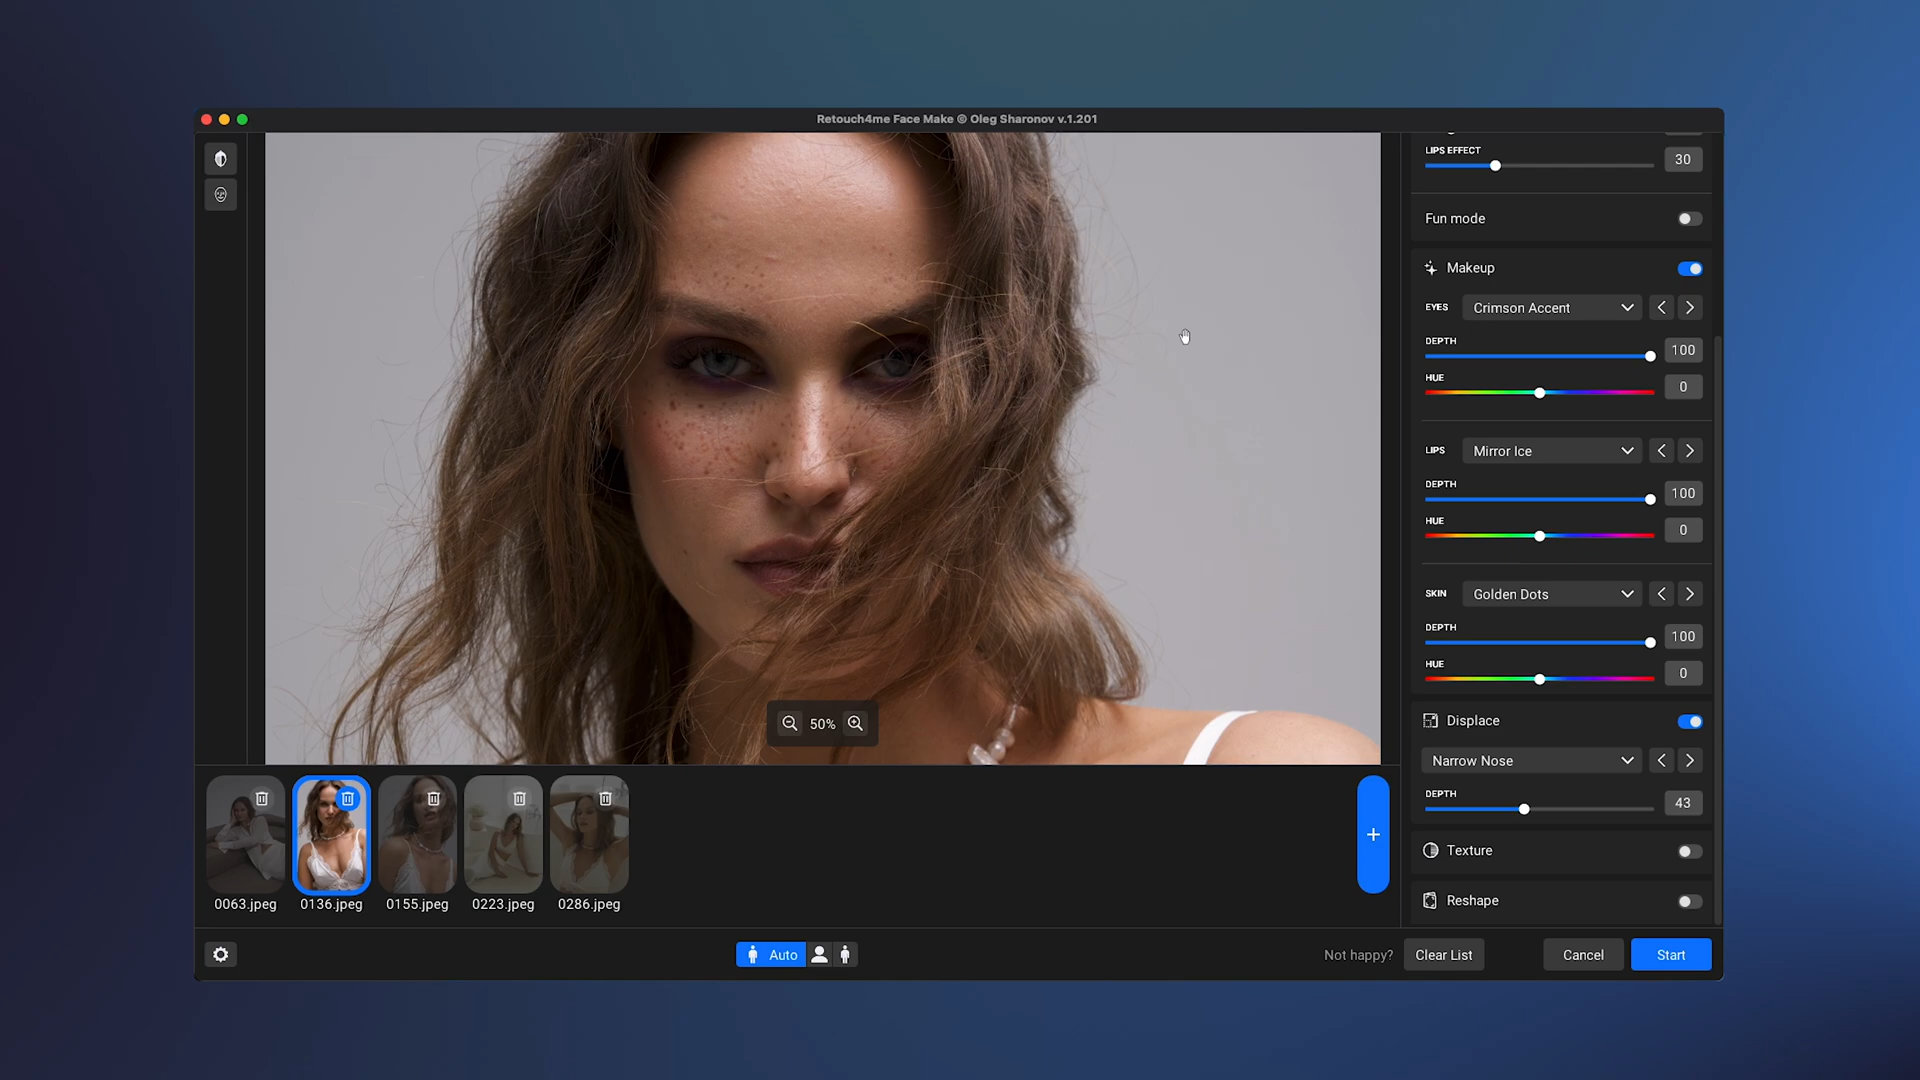 Retouch4me Face Make © Oleg Sharonov v.1.201
LIPS EFFECT
30
Fun mode
Makeup
EYES
Crimson Accent
DEPTH
100
HUE
0
LIPS
Mirror Ice
DEPTH
100
HUE
0
SKIN
Golden Dots
DEPTH
100
HUE
0
Displace
Narrow Nose
DEPTH
43
Texture
Reshape
50%
0063.jpeg
0136.jpeg
0155.jpeg
0223.jpeg
0286.jpeg
Auto
Not happy?
Clear List
Cancel
Start